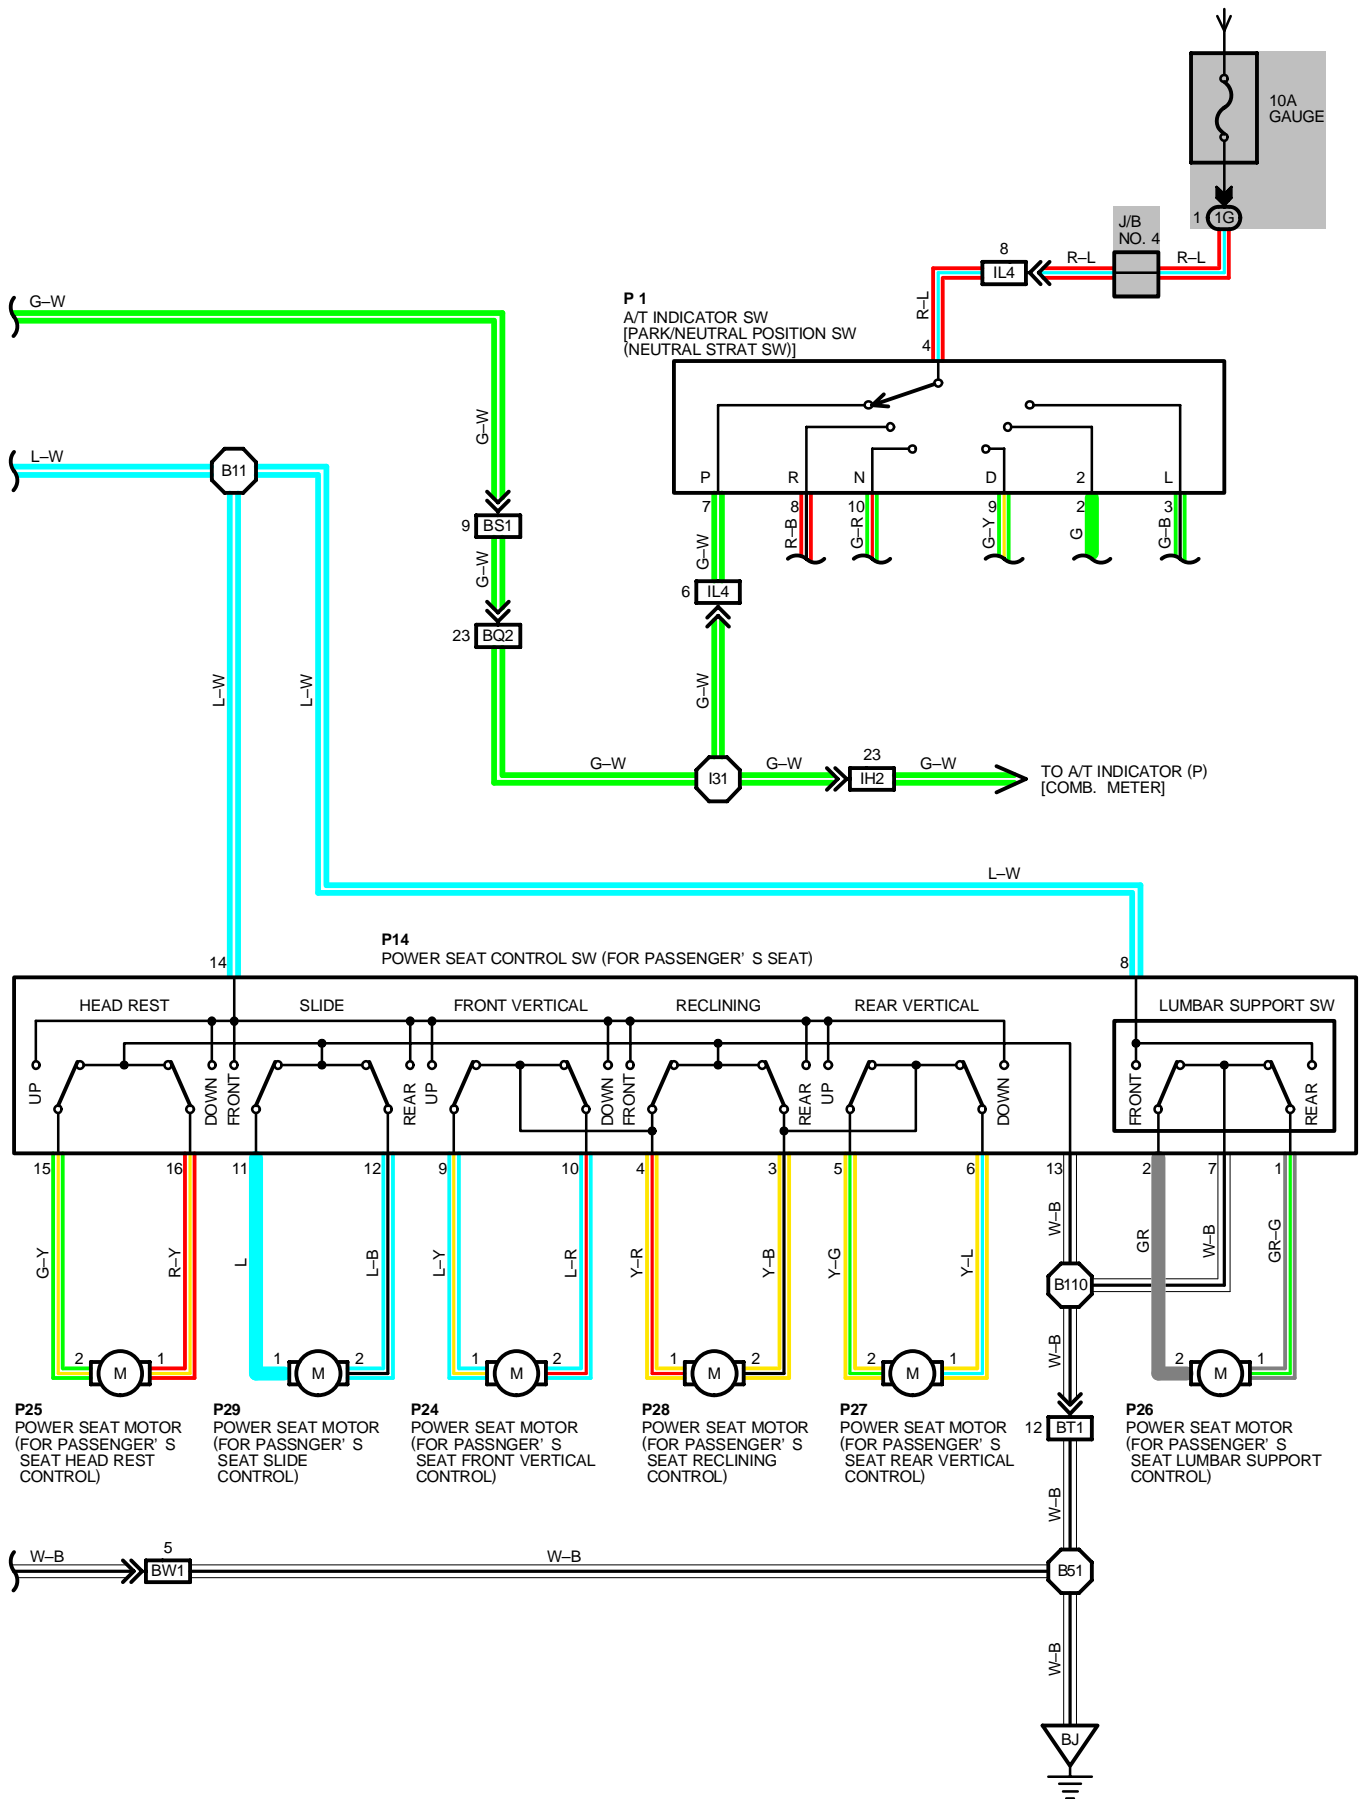 10A
GAUGE
1 1G
J/B
NO. 4
8
IL4
R–L
R–L
R–L
P 1
A/T INDICATOR SW
[PARK/NEUTRAL POSITION SW
(NEUTRAL STRAT SW)]
4
G–W
G–W
L–W
B11
P R N D 2 L
7 8 10 9 2 3
G–W R–B G–R G–Y G G–B
9 BS1
G–W
6 IL4
23 BQ2
L–W
L–W
G–W
G–W
I31
G–W
23
IH2
G–W
TO A/T INDICATOR (P)
[COMB. METER]
L–W
P14
POWER SEAT CONTROL SW (FOR PASSENGER' S SEAT)
14
8
HEAD REST SLIDE FRONT VERTICAL RECLINING REAR VERTICAL LUMBAR SUPPORT SW
UP DOWN FRONT REAR UP DOWN FRONT REAR UP DOWN FRONT REAR
15 16 11 12 9 10 4 3 5 6 13 2 7 1
G–Y R–Y L L–B L–Y L–R Y–R Y–B Y–G Y–L W–B GR W–B GR–G
B110
W–B
2 M 1
1 M 2
1 M 2
1 M 2
2 M 1
2 M 1
P25
POWER SEAT MOTOR
(FOR PASSENGER' S
SEAT HEAD REST
CONTROL)
P29
POWER SEAT MOTOR
(FOR PASSNGER' S
SEAT SLIDE
CONTROL)
P24
POWER SEAT MOTOR
(FOR PASSNGER' S
SEAT FRONT VERTICAL
CONTROL)
P28
POWER SEAT MOTOR
(FOR PASSENGER' S
SEAT RECLINING
CONTROL)
P27
POWER SEAT MOTOR
(FOR PASSENGER' S
SEAT REAR VERTICAL
CONTROL)
12 BT1
P26
POWER SEAT MOTOR
(FOR PASSENGER' S
SEAT LUMBAR SUPPORT
CONTROL)
W–B
W–B
5
BW1
W–B
B51
W–B
BJ